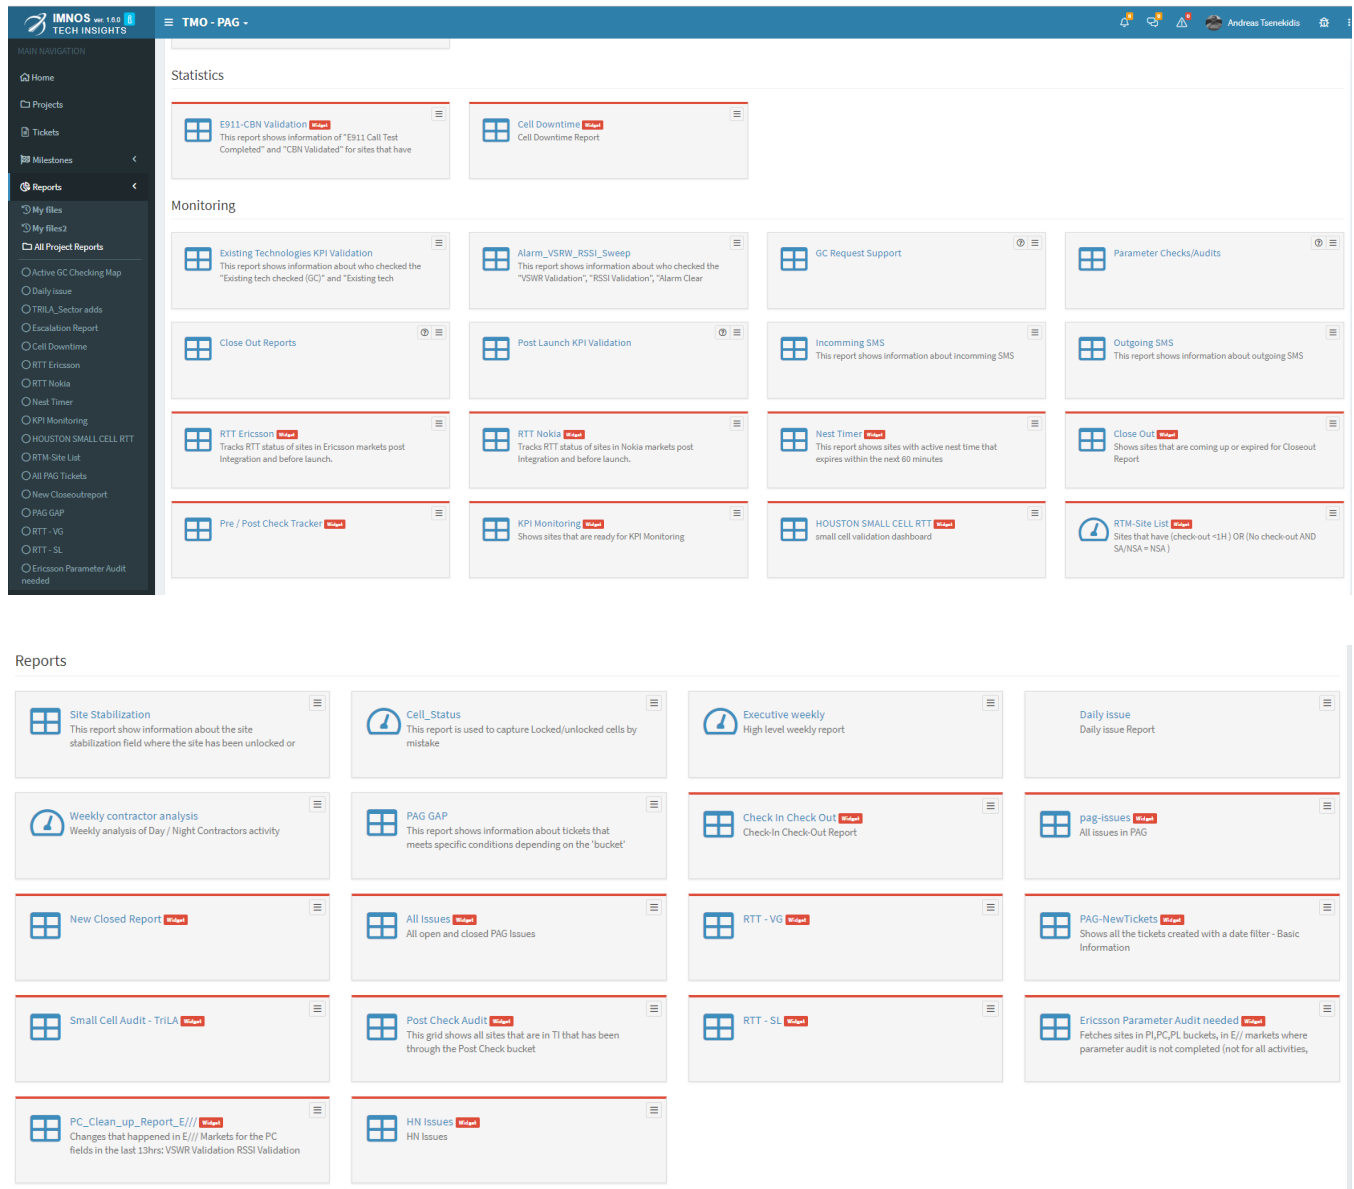 IMNOS ver. 1.6.0
TECH INSIGHTS
TMO - PAG
Andreas Tsenekidis
MAIN NAVIGATION
Home
Projects
Tickets
Milestones
Reports
My files
My files2
All Project Reports
Active GC Checking Map
Daily issue
TRILA_Sector adds
Escalation Report
Cell Downtime
RTT Ericsson
RTT Nokia
Nest Timer
KPI Monitoring
HOUSTON SMALL CELL RTT
RTM-Site List
All PAG Tickets
New Closeoutreport
PAG GAP
RTT - VG
RTT - SL
Ericsson Parameter Audit
needed
Statistics
E911-CBN Validation Widget
This report shows information of "E911 Call Test
Completed" and "CBN Validated" for sites that have
Cell Downtime Widget
Cell Downtime Report
Monitoring
Existing Technologies KPI Validation
This report shows information about who checked the
"Existing tech checked (GC)" and "Existing tech
Alarm_VSRW_RSSI_Sweep
This report shows information about who checked the
"VSWR Validation", "RSSI Validation", "Alarm Clear
GC Request Support
Parameter Checks/Audits
Close Out Reports
Post Launch KPI Validation
Incomming SMS
This report shows information about incomming SMS
Outgoing SMS
This report shows information about outgoing SMS
RTT Ericsson Widget
Tracks RTT status of sites in Ericsson markets post
Integration and before launch.
RTT Nokia Widget
Tracks RTT status of sites in Nokia markets post
Integration and before launch.
Nest Timer Widget
This report shows sites with active nest time that
expires within the next 60 minutes
Close Out Widget
Shows sites that are coming up or expired for Closeout
Report
Pre / Post Check Tracker Widget
KPI Monitoring Widget
Shows sites that are ready for KPI Monitoring
HOUSTON SMALL CELL RTT Widget
small cell validation dashboard
RTM-Site List Widget
Sites that have (check-out <1H ) OR (No check-out AND
SA/NSA = NSA )
Reports
Site Stabilization
This report show information about the site
stabilization field where the site has been unlocked or
Cell_Status
This report is used to capture Locked/unlocked cells by
mistake
Executive weekly
High level weekly report
Daily issue
Daily issue Report
Weekly contractor analysis
Weekly analysis of Day / Night Contractors activity
PAG GAP
This report shows information about tickets that
meets specific conditions depending on the 'bucket'
Check In Check Out Widget
Check-In Check-Out Report
pag-issues Widget
All issues in PAG
New Closed Report Widget
All Issues Widget
All open and closed PAG Issues
RTT - VG Widget
PAG-NewTickets Widget
Shows all the tickets created with a date filter - Basic
Information
Small Cell Audit - TriLA Widget
Post Check Audit Widget
This grid shows all sites that are in TI that has been
through the Post Check bucket
RTT - SL Widget
Ericsson Parameter Audit needed Widget
Fetches sites in PI,PC,PL buckets, in E// markets where
parameter audit is not completed (not for all activities,
PC_Clean_up_Report_E/// Widget
Changes that happened in E/// Markets for the PC
fields in the last 13hrs: VSWR Validation RSSI Validation
HN Issues Widget
HN Issues